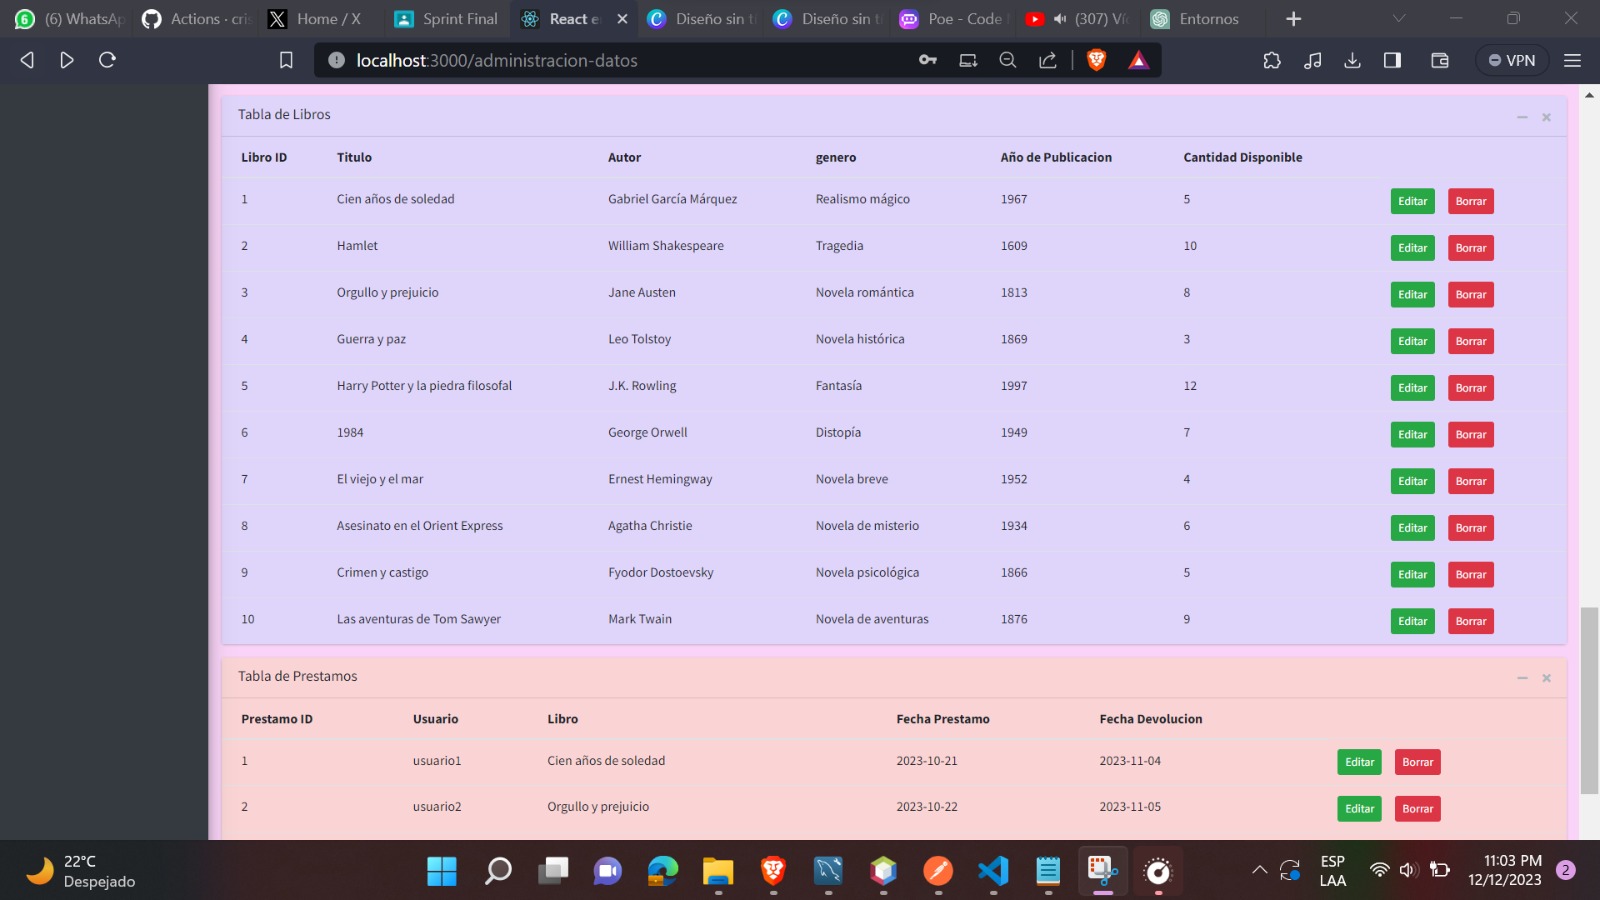 (6) WhatsAp
Actions · cris
Home / X
Sprint Final
React e
Diseño sin t
Diseño sin t
Poe - Code
(307) Vid
Entornos
localhost:3000/administracion-datos
VPN
Tabla de Libros
Libro ID Titulo Autor genero Año de Publicacion Cantidad Disponible
1 Cien años de soledad Gabriel García Márquez Realismo mágico 1967 5 Editar Borrar
2 Hamlet William Shakespeare Tragedia 1609 10 Editar Borrar
3 Orgullo y prejuicio Jane Austen Novela romántica 1813 8 Editar Borrar
4 Guerra y paz Leo Tolstoy Novela histórica 1869 3 Editar Borrar
5 Harry Potter y la piedra filosofal J.K. Rowling Fantasía 1997 12 Editar Borrar
6 1984 George Orwell Distopía 1949 7 Editar Borrar
7 El viejo y el mar Ernest Hemingway Novela breve 1952 4 Editar Borrar
8 Asesinato en el Orient Express Agatha Christie Novela de misterio 1934 6 Editar Borrar
9 Crimen y castigo Fyodor Dostoevsky Novela psicológica 1866 5 Editar Borrar
10 Las aventuras de Tom Sawyer Mark Twain Novela de aventuras 1876 9 Editar Borrar
Tabla de Prestamos
Prestamo ID Usuario Libro Fecha Prestamo Fecha Devolucion
1 usuario1 Cien años de soledad 2023-10-21 2023-11-04 Editar Borrar
2 usuario2 Orgullo y prejuicio 2023-10-22 2023-11-05 Editar Borrar
22°C
Despejado
ESP
LAA
11:03 PM
12/12/2023
2